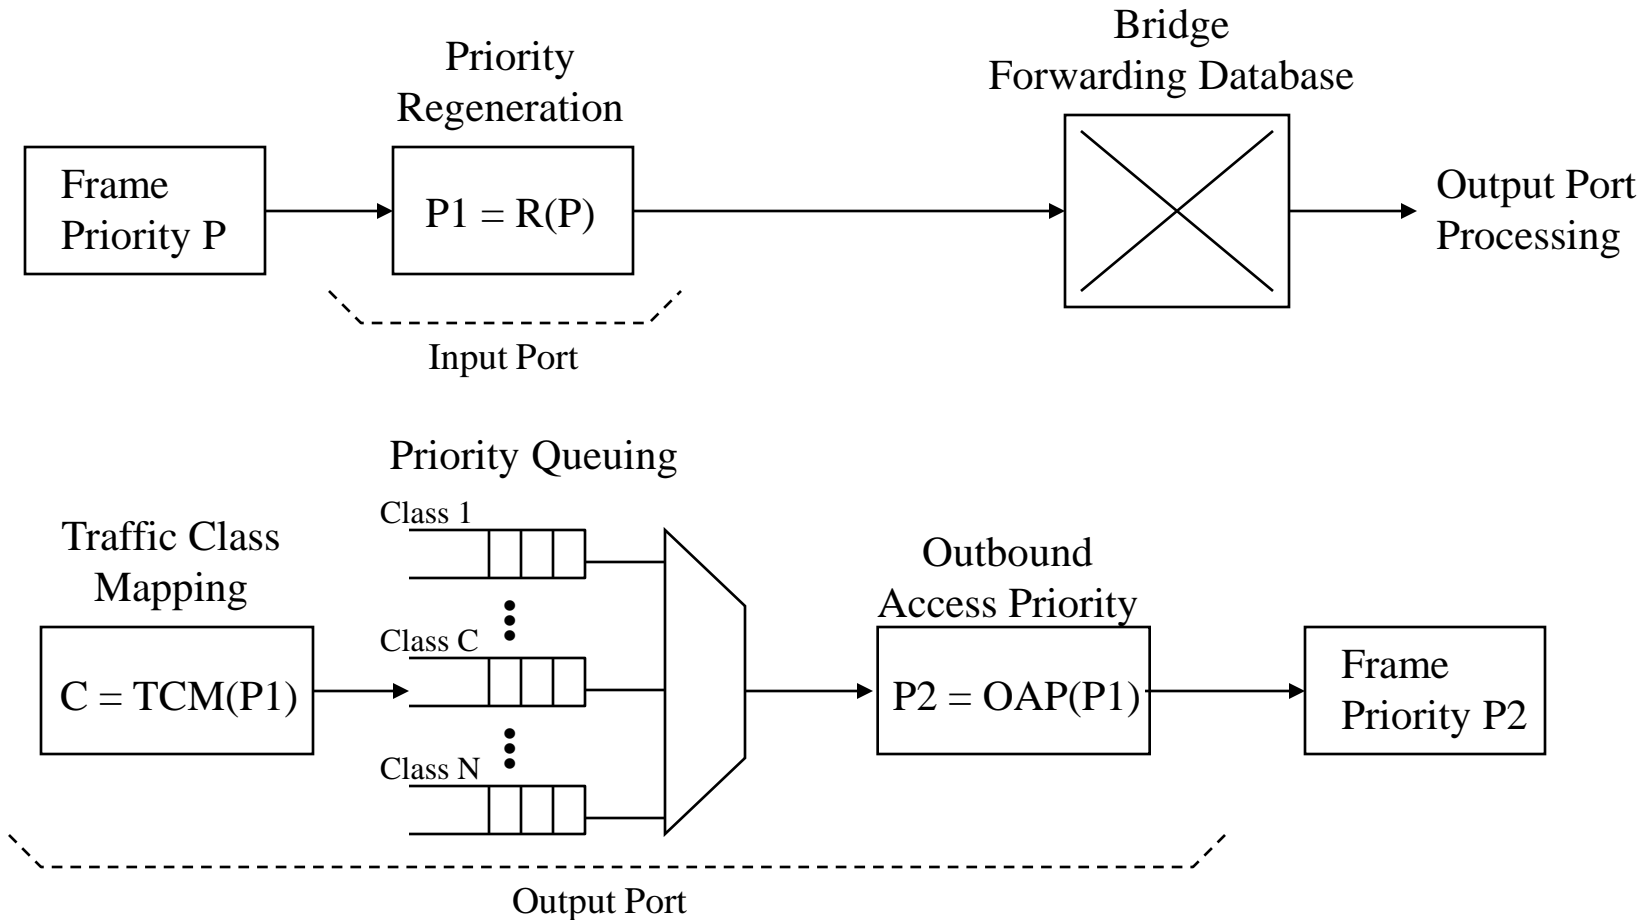 Priority
Regeneration
Bridge
Forwarding Database
Frame
Priority P
P1 = R(P)
Output Port
Processing
Input Port
Priority Queuing
Traffic Class
Mapping
Class 1
Class C
Class N
C = TCM(P1)
Outbound
Access Priority
P2 = OAP(P1)
Frame
Priority P2
Output Port